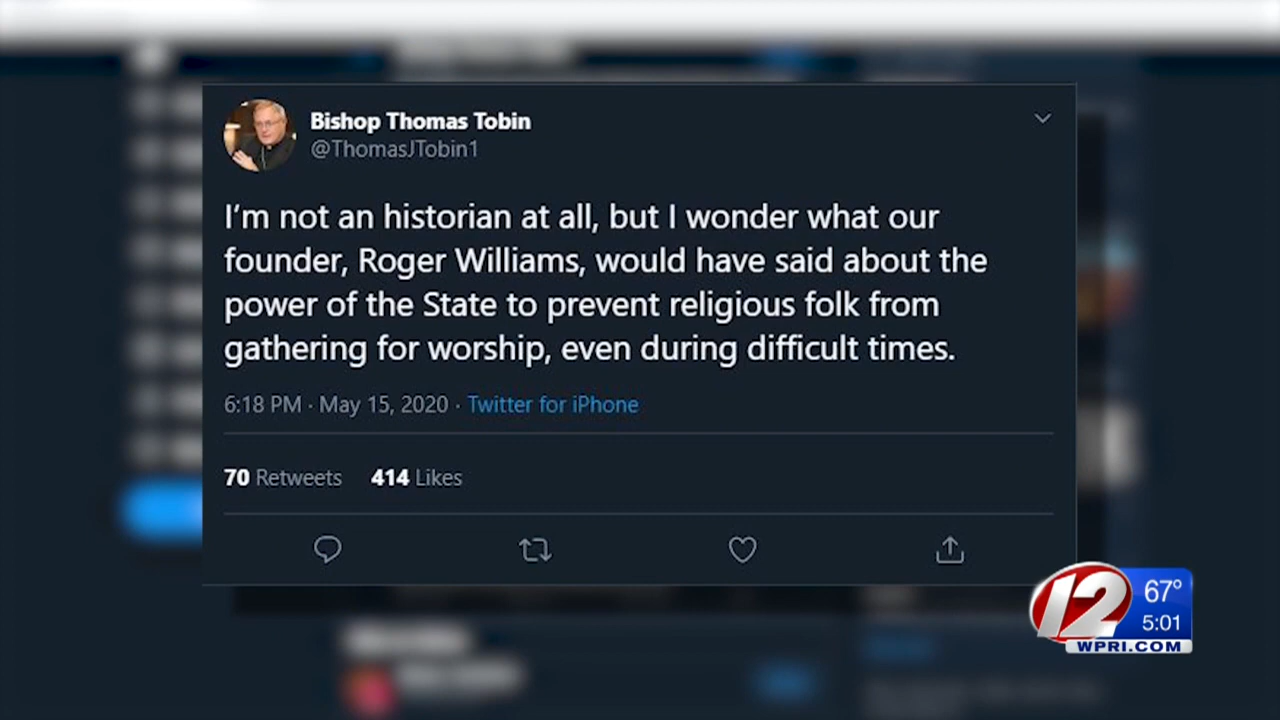 Bishop Thomas Tobin
@ThomasJTobin1
I'm not an historian at all, but I wonder what our
founder, Roger Williams, would have said about the
power of the State to prevent religious folk from
gathering for worship, even during difficult times.
6:18 PM · May 15, 2020 · Twitter for iPhone
70 Retweets 414 Likes
12
67°
5:01
WPRI.COM